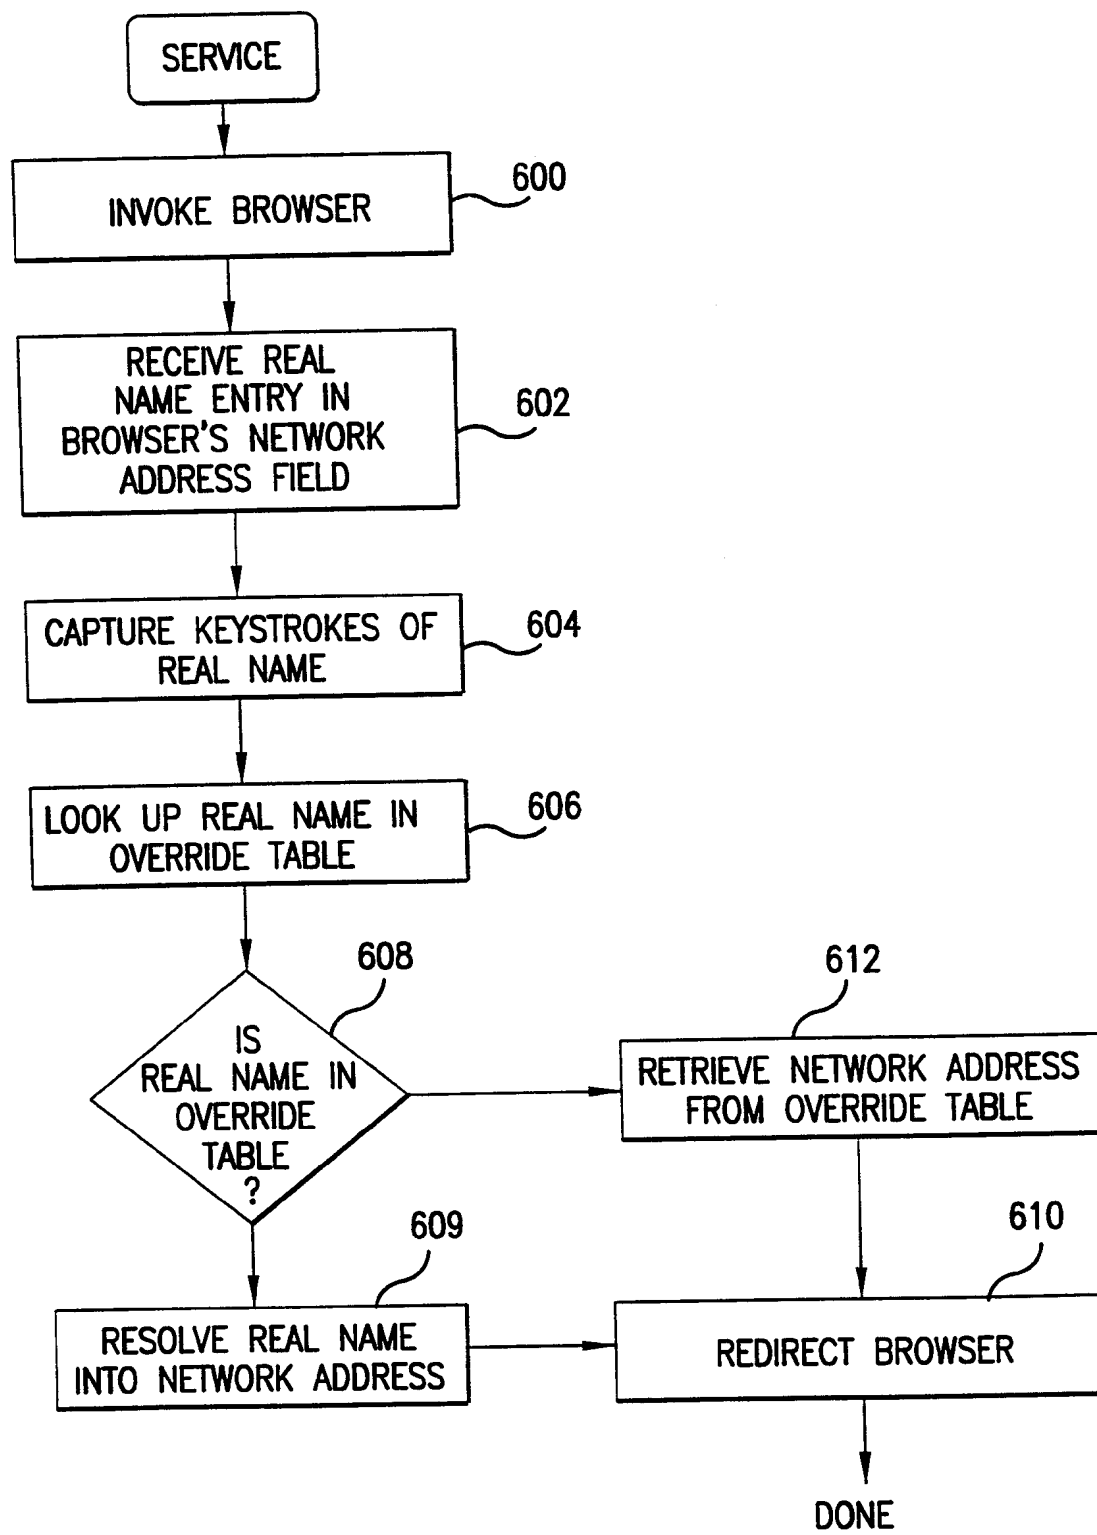 SERVICE
INVOKE BROWSER
600
RECEIVE REAL
NAME ENTRY IN
BROWSER'S NETWORK
ADDRESS FIELD
602
CAPTURE KEYSTROKES OF
REAL NAME
604
LOOK UP REAL NAME IN
OVERRIDE TABLE
606
608
IS
REAL NAME IN
OVERRIDE
TABLE
?
612
RETRIEVE NETWORK ADDRESS
FROM OVERRIDE TABLE
609
RESOLVE REAL NAME
INTO NETWORK ADDRESS
610
REDIRECT BROWSER
DONE